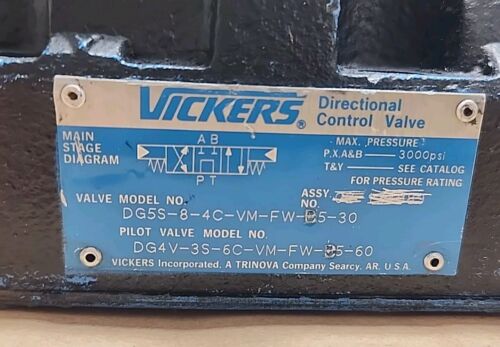 VICKERS® Directional Control Valve
MAIN STAGE DIAGRAM
A B
P T
MAX. PRESSURE
P.X.A&B — 3000psi
T&Y — SEE CATALOG FOR PRESSURE RATING
VALVE MODEL NO.
ASSY. NO.
DG5S-8-4C-VM-FW-B5-30
PILOT VALVE MODEL NO.
DG4V-3S-6C-VM-FW-B5-60
VICKERS Incorporated, A TRINOVA Company Searcy, AR. U.S.A.